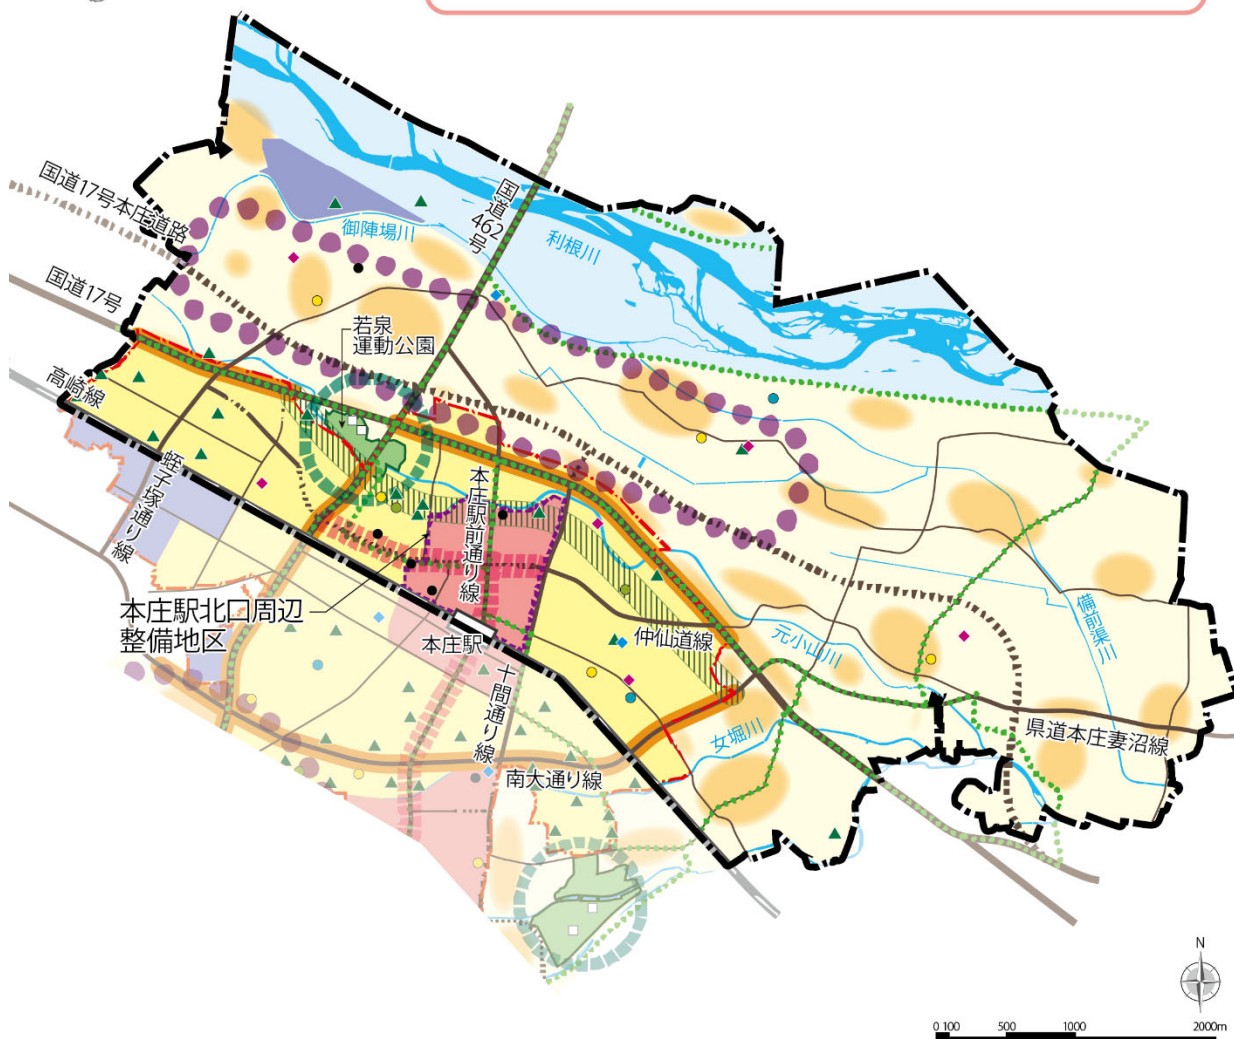 国道17号本庄道路
国道17号
高崎線
国道462号
御陣場川
利根川
若泉
運動公園
蛭子塚通り線
本庄駅前通り線
本庄駅北口周辺
整備地区
本庄駅
仲仙道線
元小山川
備前渠川
十間通り線
女堀川
県道本庄妻沼線
南大通り線
N
0 100 500 1000 2000m